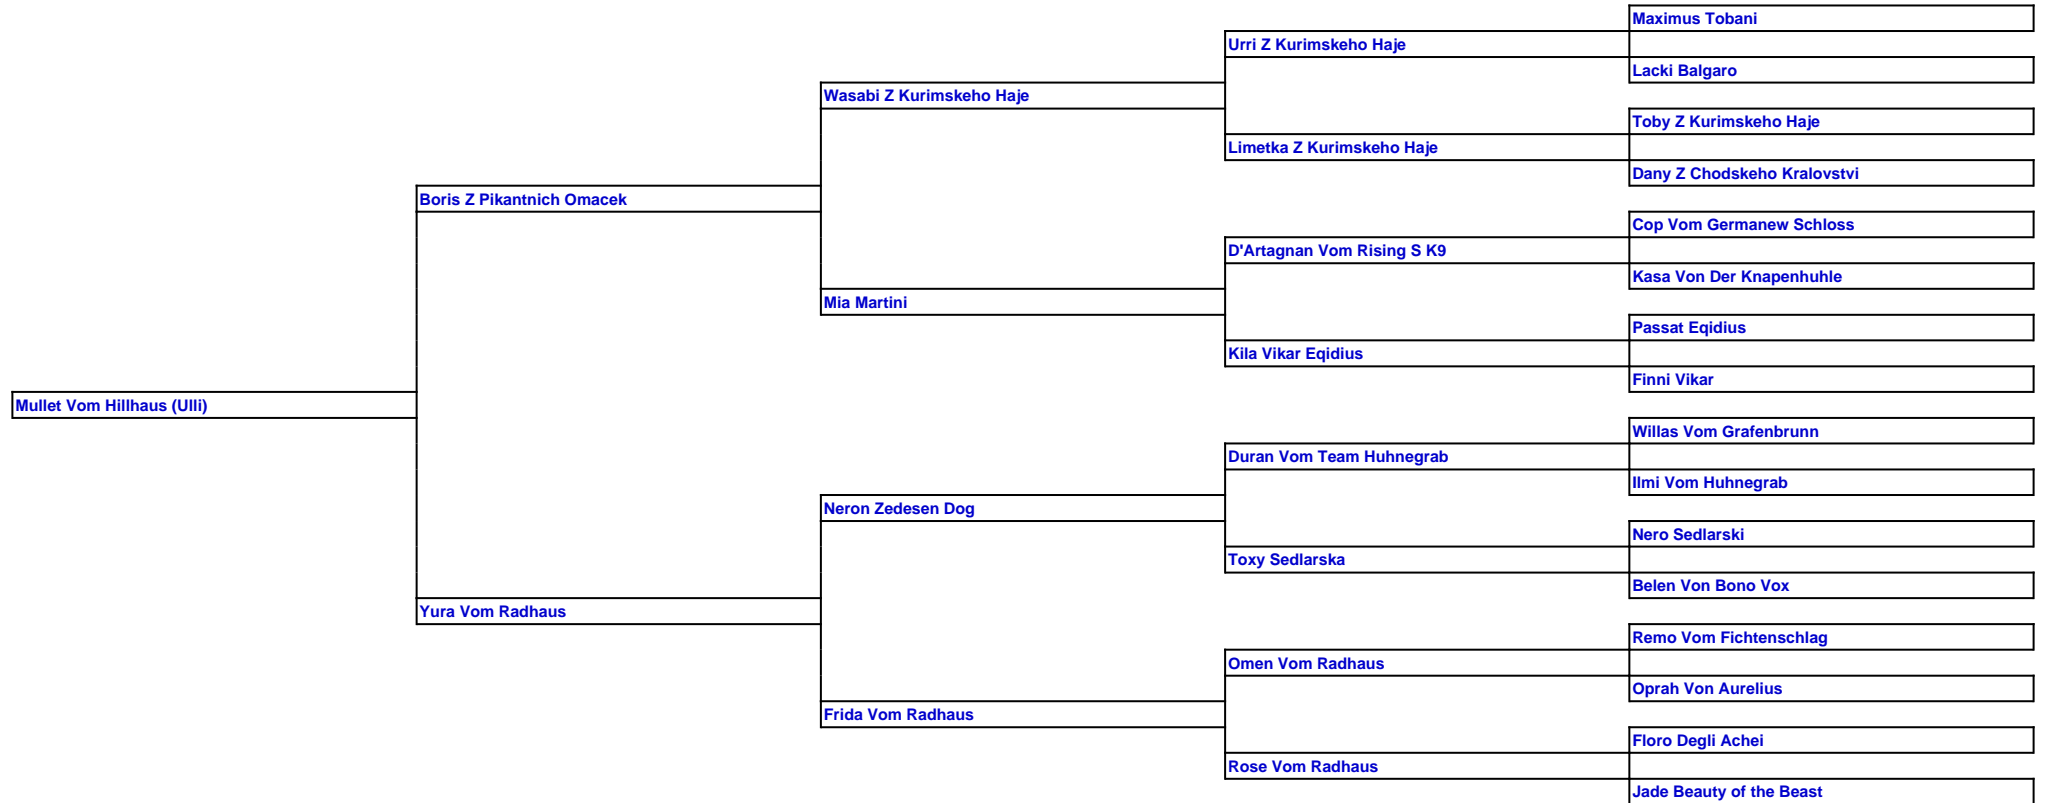 Maximus Tobani
Urri Z Kurimskeho Haje
Lacki Balgaro
Wasabi Z Kurimskeho Haje
Toby Z Kurimskeho Haje
Limetka Z Kurimskeho Haje
Dany Z Chodskeho Kralovstvi
Boris Z Pikantnich Omacek
Cop Vom Germanew Schloss
D'Artagnan Vom Rising S K9
Kasa Von Der Knapenhuhle
Mia Martini
Passat Eqidius
Kila Vikar Eqidius
Finni Vikar
Mullet Vom Hillhaus (Ulli)
Willas Vom Grafenbrunn
Duran Vom Team Huhnegrab
Ilmi Vom Huhnegrab
Neron Zedesen Dog
Nero Sedlarski
Toxy Sedlarska
Belen Von Bono Vox
Yura Vom Radhaus
Remo Vom Fichtenschlag
Omen Vom Radhaus
Oprah Von Aurelius
Frida Vom Radhaus
Floro Degli Achei
Rose Vom Radhaus
Jade Beauty of the Beast